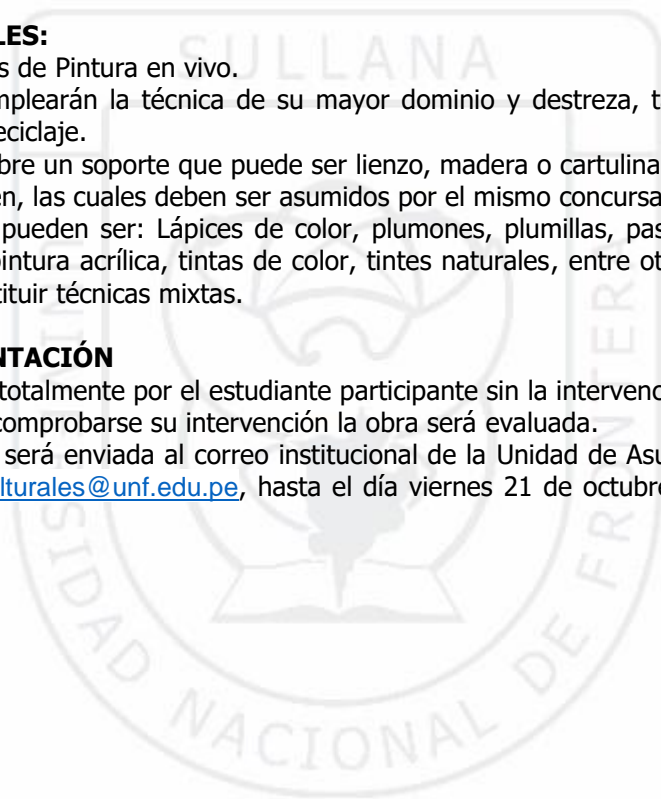 LES:
s de Pintura en vivo.
mplearán la técnica de su mayor dominio y destreza, t
eciclaje.
bre un soporte que puede ser lienzo, madera o cartulina
en, las cuales deben ser asumidos por el mismo concursa
pueden ser: Lápices de color, plumones, plumillas, pas
pintura acrílica, tintas de color, tintes naturales, entre ot
tituir técnicas mixtas.
NTACIÓN
totalmente por el estudiante participante sin la intervenc
comprobarse su intervención la obra será evaluada.
será enviada al correo institucional de la Unidad de Asu
lturales@unf.edu.pe, hasta el día viernes 21 de octubre
SULLANA
UNIVERSIDAD NACIONAL DE FRONTERA